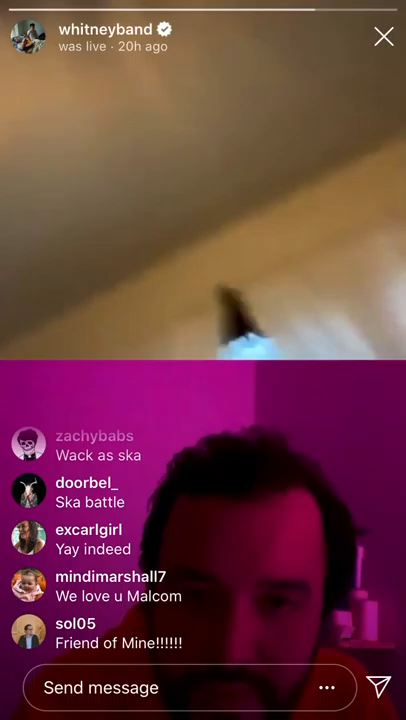 whitneyband
was live · 20h ago
zachybabs
Wack as ska
doorbel_
Ska battle
excarlgirl
Yay indeed
mindimarshall7
We love u Malcom
sol05
Friend of Mine!!!!!!
Send message